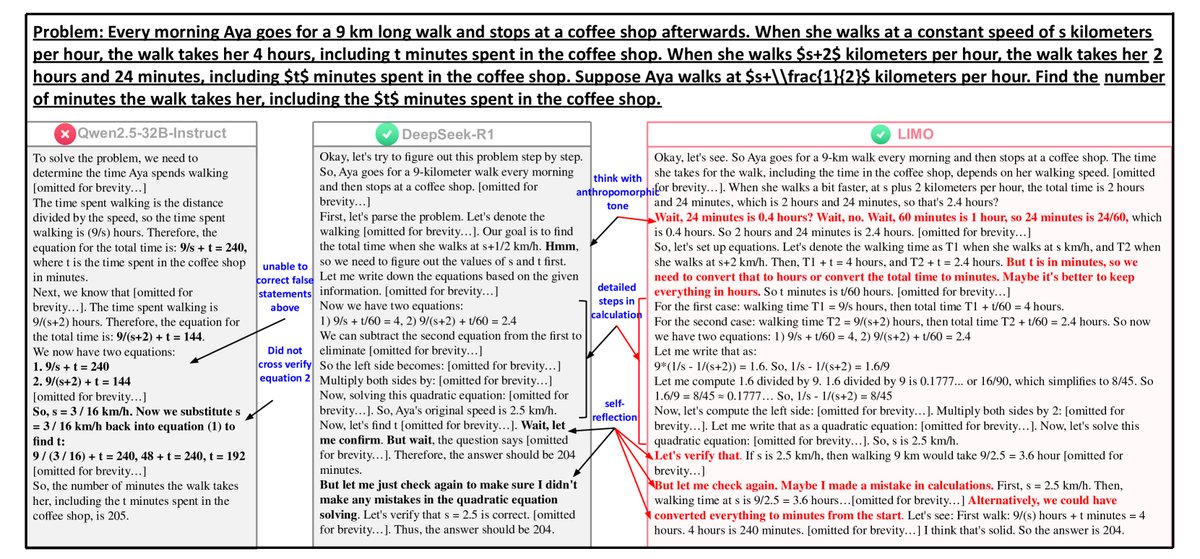 Problem: Every morning Aya goes for a 9 km long walk and stops at a coffee shop afterwards. When she walks at a constant speed of s kilometers
per hour, the walk takes her 4 hours, including t minutes spent in the coffee shop. When she walks $s+2$ kilometers per hour, the walk takes her 2
hours and 24 minutes, including $t$ minutes spent in the coffee shop. Suppose Aya walks at $s+\\frac{1}{2}$ kilometers per hour. Find the number
of minutes the walk takes her, including the $t$ minutes spent in the coffee shop.
Qwen2.5-32B-Instruct
To solve the problem, we need to
determine the time Aya spends walking
[omitted for brevity…]
The time spent walking is the distance
divided by the speed, so the time spent
walking is (9/s) hours. Therefore, the
equation for the total time is: 9/s + t = 240,
where t is the time spent in the coffee shop
in minutes.
Next, we know that [omitted for
brevity…]. The time spent walking is
9/(s+2) hours. Therefore, the equation for
the total time is: 9/(s+2) + t = 144.
We now have two equations:
1. 9/s + t = 240
2. 9/(s+2) + t = 144
So, s = 3 / 16 km/h. Now we substitute s
= 3 / 16 km/h back into equation (1) to
find t:
9 / (3 / 16) + t = 240, 48 + t = 240, t = 192
[omitted for brevity…]
So, the number of minutes the walk takes
her, including the t minutes spent in the
coffee shop, is 205.
unable to
correct false
statements
above
Did not
cross verify
equation 2
DeepSeek-R1
Okay, let's try to figure out this problem step by step.
So, Aya goes for a 9-kilometer walk every morning
and then stops at a coffee shop. [omitted for
brevity…]
First, let's parse the problem. Let's denote the
walking [omitted for brevity…]. Our goal is to find
the total time when she walks at s+1/2 km/h. Hmm,
so we need to figure out the values of s and t first.
Let me write down the equations based on the given
information. [omitted for brevity…]
Now we have two equations:
1) 9/s + t/60 = 4, 2) 9/(s+2) + t/60 = 2.4
We can subtract the second equation from the first to
eliminate [omitted for brevity…]
So the left side becomes: [omitted for brevity…]
Multiply both sides by: [omitted for brevity…]
Now, solving this quadratic equation: [omitted for
brevity…]. So, Aya's original speed is 2.5 km/h.
Now, let's find t [omitted for brevity…]. Wait, let
me confirm. But wait, the question says [omitted
for brevity…]. Therefore, the answer should be 204
minutes.
But let me just check again to make sure I didn't
make any mistakes in the quadratic equation
solving. Let's verify that s = 2.5 is correct. [omitted
for brevity…]. Thus, the answer should be 204.
think with
anthropomorphic
tone
detailed
steps in
calculation
self-
reflection
LIMO
Okay, let's see. So Aya goes for a 9-km walk every morning and then stops at a coffee shop. The time
she takes for the walk, including the time in the coffee shop, depends on her walking speed. [omitted
for brevity…]. When she walks a bit faster, at s plus 2 kilometers per hour, the total time is 2 hours
and 24 minutes, which is 2 hours and 24 minutes, so that's 2.4 hours?
Wait, 24 minutes is 0.4 hours? Wait, no. Wait, 60 minutes is 1 hour, so 24 minutes is 24/60, which
is 0.4 hours. So 2 hours and 24 minutes is 2.4 hours. [omitted for brevity…]
So, let's set up equations. Let's denote the walking time as T1 when she walks at s km/h, and T2 when
she walks at s+2 km/h. Then, T1 + t = 4 hours, and T2 + t = 2.4 hours. But t is in minutes, so we
need to convert that to hours or convert the total time to minutes. Maybe it's better to keep
everything in hours. So t minutes is t/60 hours. [omitted for brevity…]
For the first case: walking time T1 = 9/s hours, then total time T1 + t/60 = 4 hours.
For the second case: walking time T2 = 9/(s+2) hours, then total time T2 + t/60 = 2.4 hours. So now
we have two equations: 1) 9/s + t/60 = 4, 2) 9/(s+2) + t/60 = 2.4
Let me write that as:
9*(1/s - 1/(s+2)) = 1.6. So, 1/s - 1/(s+2) = 1.6/9
Let me compute 1.6 divided by 9. 1.6 divided by 9 is 0.1777... or 16/90, which simplifies to 8/45. So
1.6/9 = 8/45 ≈ 0.1777… So, 1/s - 1/(s+2) = 8/45
Now, let's compute the left side: [omitted for brevity…]. Multiply both sides by 2: [omitted for
brevity…]. Let me write that as a quadratic equation: [omitted for brevity…]. Now, let's solve this
quadratic equation: [omitted for brevity…]. So, s is 2.5 km/h.
Let's verify that. If s is 2.5 km/h, then walking 9 km would take 9/2.5 = 3.6 hour [omitted for
brevity…]
But let me check again. Maybe I made a mistake in calculations. First, s = 2.5 km/h. Then,
walking time at s is 9/2.5 = 3.6 hours…[omitted for brevity…] Alternatively, we could have
converted everything to minutes from the start. Let's see: First walk: 9/(s) hours + t minutes = 4
hours. 4 hours is 240 minutes. [omitted for brevity…] I think that's solid. So the answer is 204.